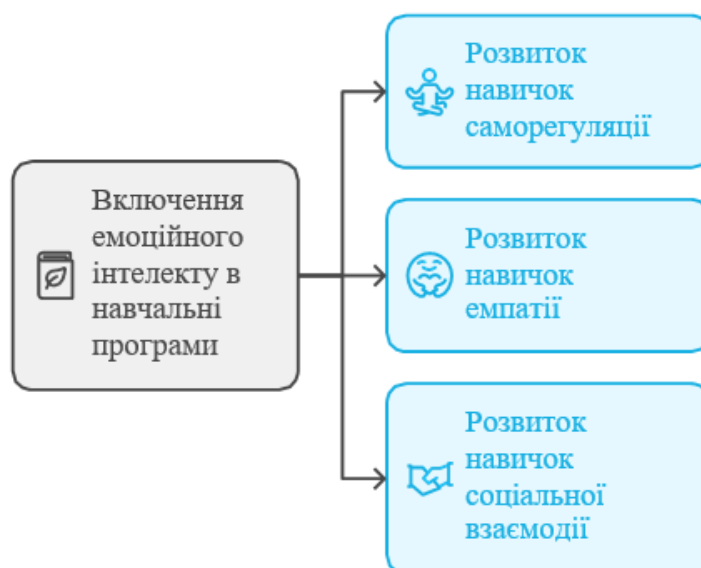 Включення
емоційного
інтелекту в
навчальні
програми
Розвиток
навичок
саморегуляції
Розвиток
навичок
емпатії
Розвиток
навичок
соціальної
взаємодії